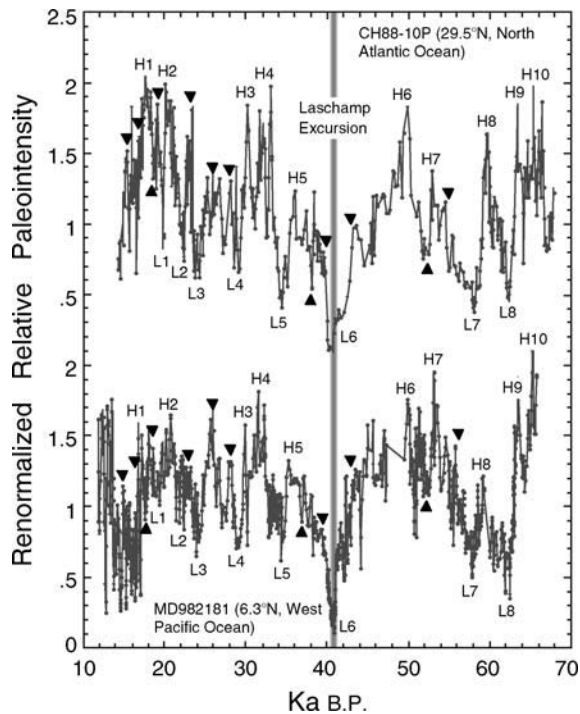 2.5
CH88-10P (29.5°N, North
Atlantic Ocean)
H1
H2
H3
H4
H6
H8
H9
H10
2
Laschamp
Excursion
1.5
H5
H7
1
L1
L2
L3
L4
.5
L5
L6
L7
L8
H10
2
H1
H2
H3
H4
H5
H6
H7
H8
H9
1.5
1
L1
L2
L3
L4
L5
.5
L6
L7
L8
MD982181 (6.3°N, West
Pacific Ocean)
0
10
20
30
40
50
60
70
Ka B.P.
Renormalized Relative Paleointensity